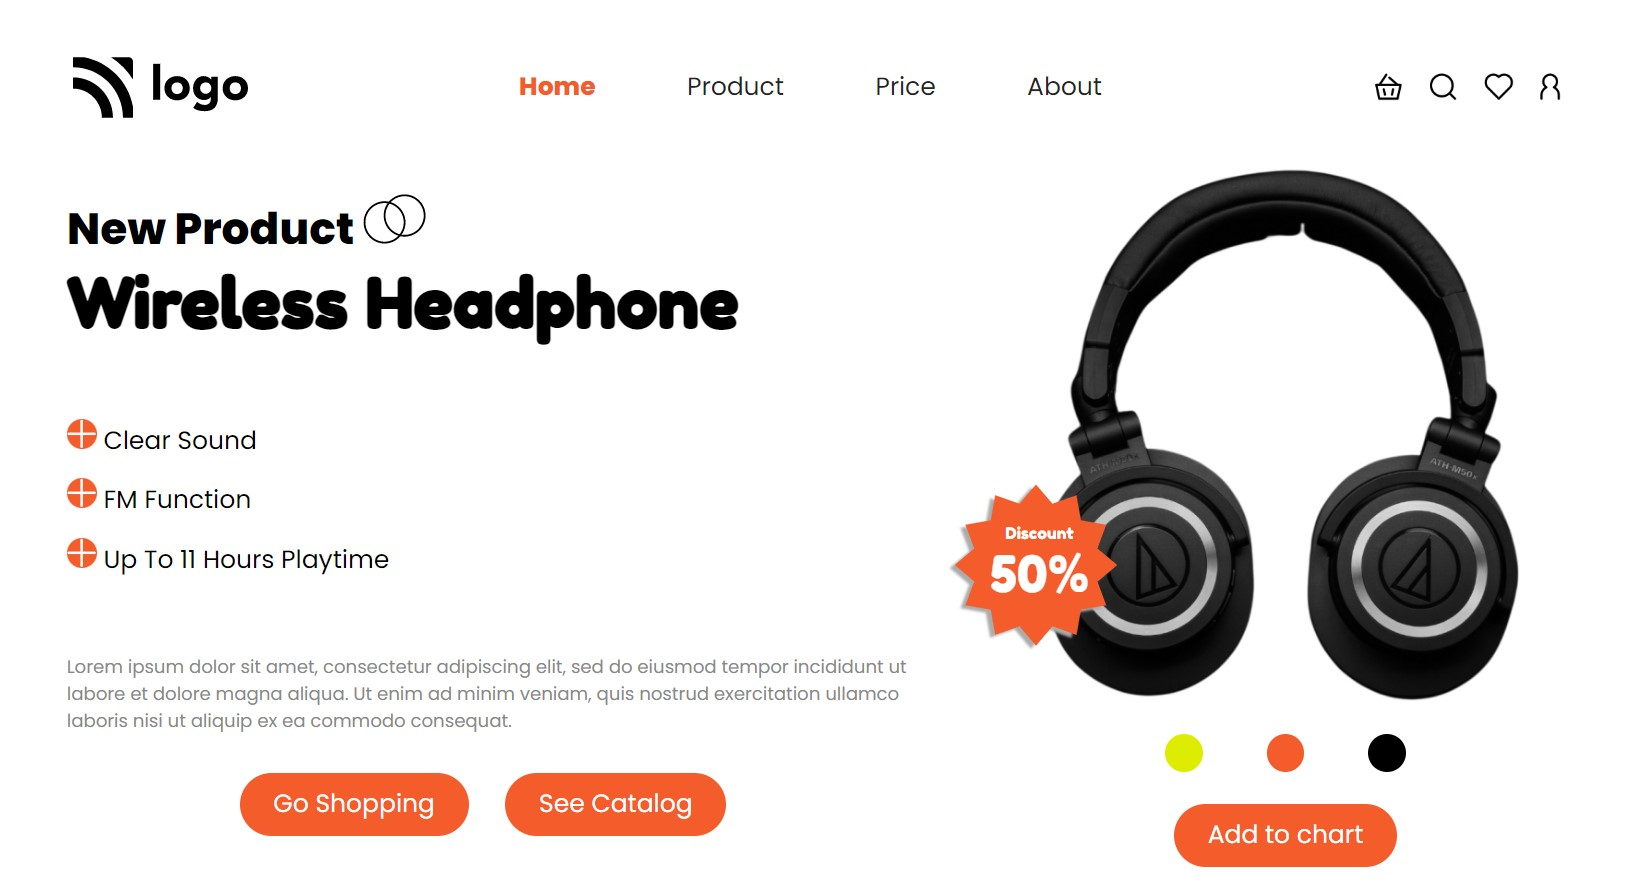 logo
Home
Product
Price
About
New Product
Wireless Headphone
Clear Sound
FM Function
Up To 11 Hours Playtime
Lorem ipsum dolor sit amet, consectetur adipiscing elit, sed do eiusmod tempor incididunt ut
labore et dolore magna aliqua. Ut enim ad minim veniam, quis nostrud exercitation ullamco
laboris nisi ut aliquip ex ea commodo consequat.
Go Shopping
See Catalog
ATH-M50x
Discount
50%
Add to chart